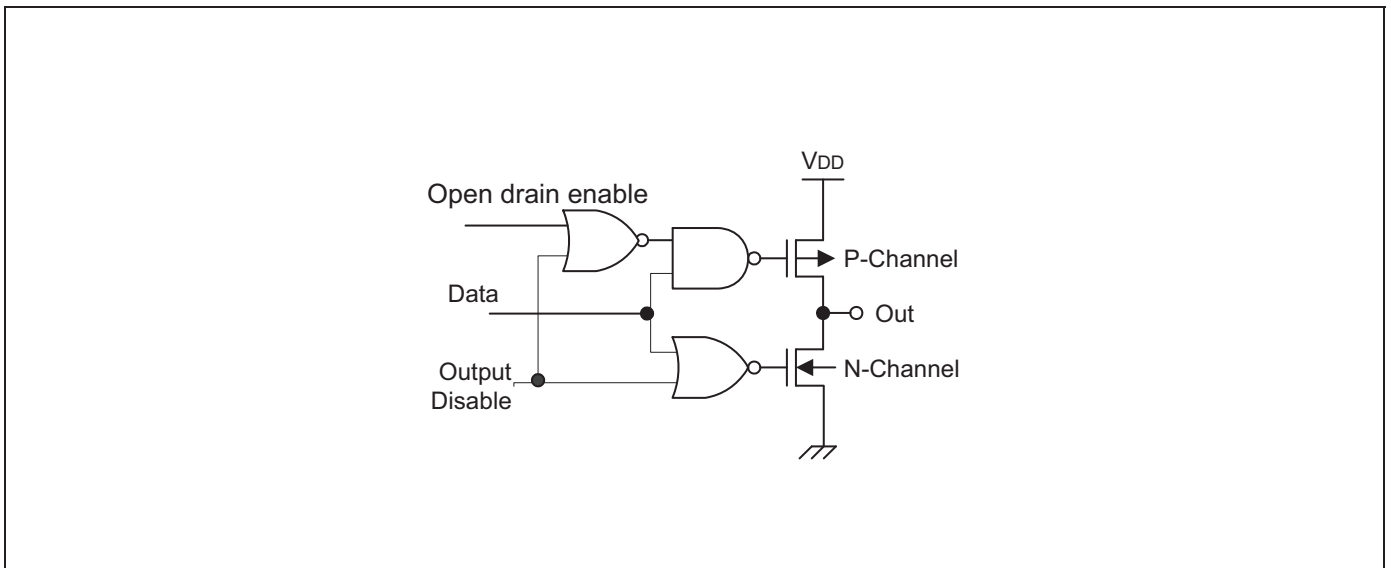 VDD
Open drain enable
P-Channel
Data
Out
Output
Disable
N-Channel